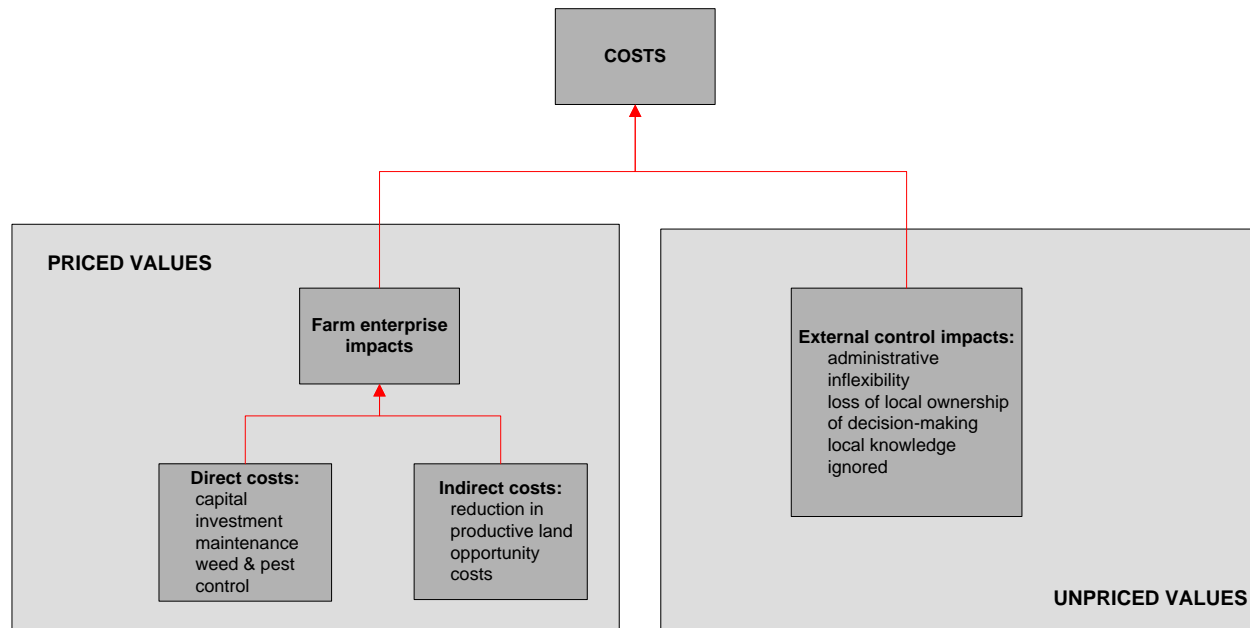 COSTS
PRICED VALUES
Farm enterprise
impacts
Direct costs:
capital
investment
maintenance
weed & pest
control
Indirect costs:
reduction in
productive land
opportunity
costs
External control impacts:
administrative
inflexibility
loss of local ownership
of decision-making
local knowledge
ignored
UNPRICED VALUES